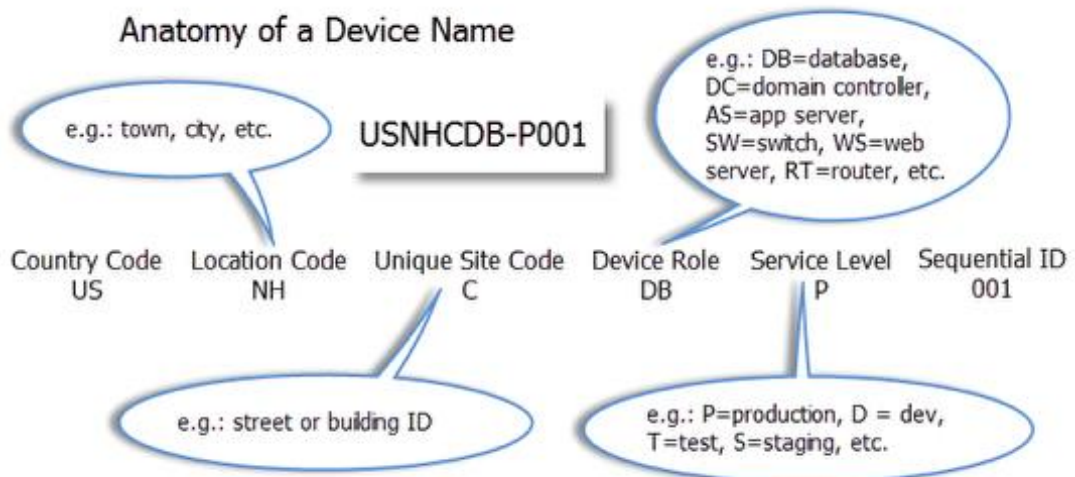 Anatomy of a Device Name
e.g.: town, city, etc.
USNHCDB-P001
e.g.: DB=database,
DC=domain controller,
AS=app server,
SW=switch, WS=web
server, RT=router, etc.
Country Code Location Code Unique Site Code Device Role Service Level Sequential ID
US NH C DB P 001
e.g.: street or building ID
e.g.: P=production, D = dev,
T=test, S=staging, etc.